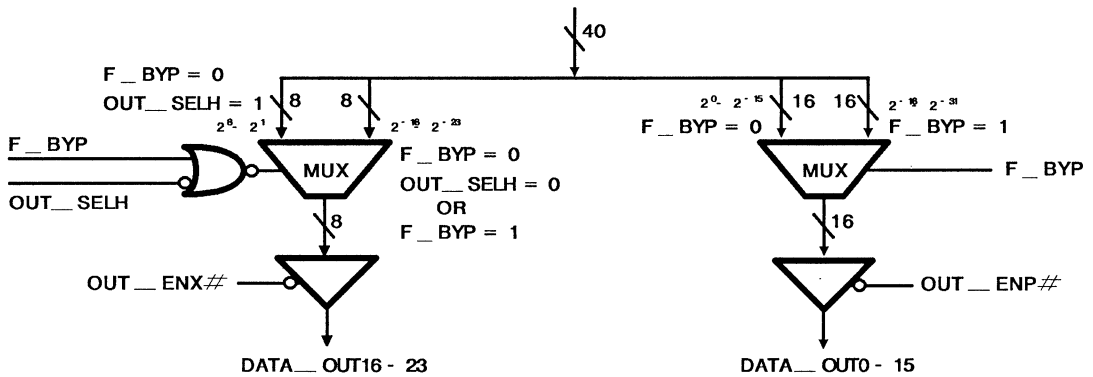 40
F_BYP = 0
OUT_SELH = 1
8
8
2⁸- 2¹
2⁻¹⁶ 2⁻²³
2⁰- 2⁻¹⁵
16
16
2⁻¹⁶ 2⁻³¹
F_BYP = 0
F_BYP = 1
F_BYP
OUT_SELH
MUX
F_BYP = 0
OUT_SELH = 0
OR
F_BYP = 1
MUX
F_BYP
8
16
OUT_ENX#
OUT_ENP#
DATA_OUT16 - 23
DATA_OUT0 - 15